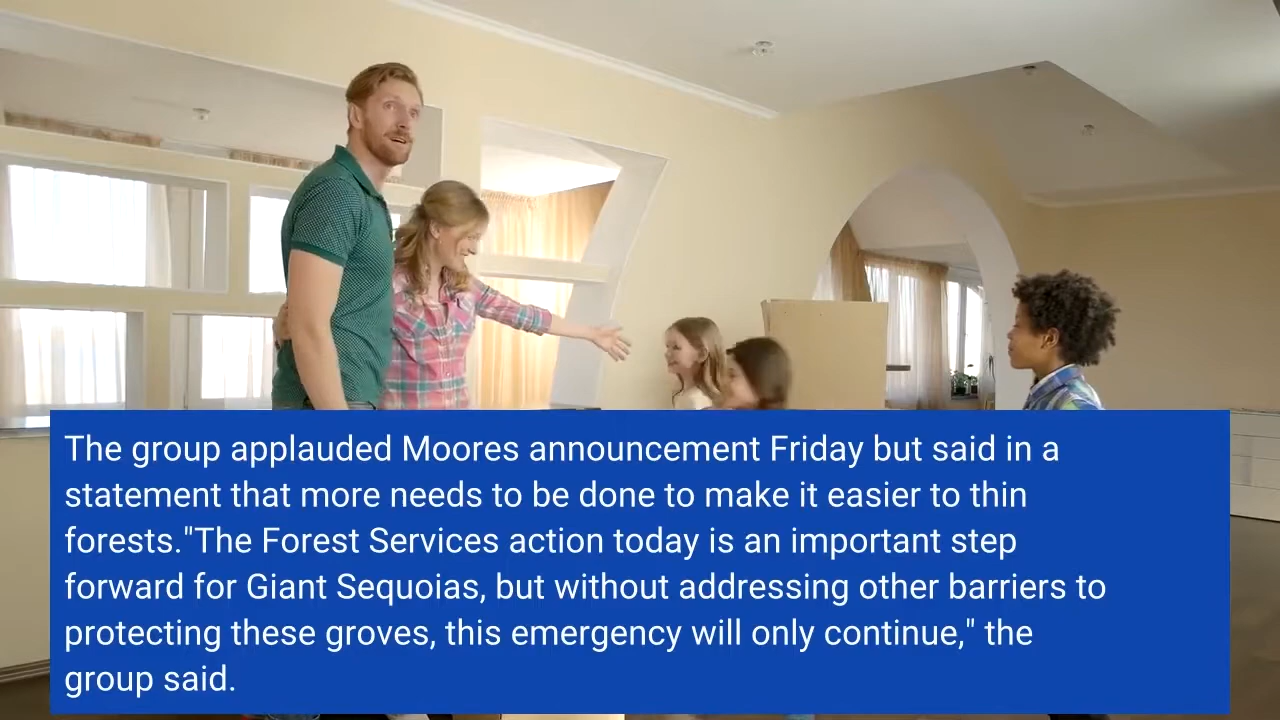 The group applauded Moores announcement Friday but said in a
statement that more needs to be done to make it easier to thin
forests."The Forest Services action today is an important step
forward for Giant Sequoias, but without addressing other barriers to
protecting these groves, this emergency will only continue," the
group said.